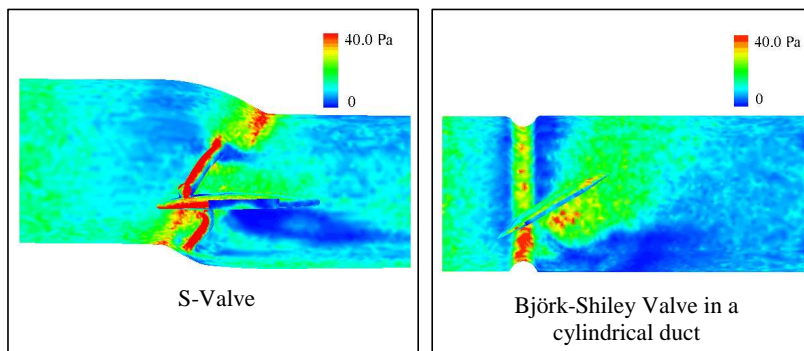 40.0 Pa
0
S-Valve
40.0 Pa
0
Björk-Shiley Valve in a
cylindrical duct